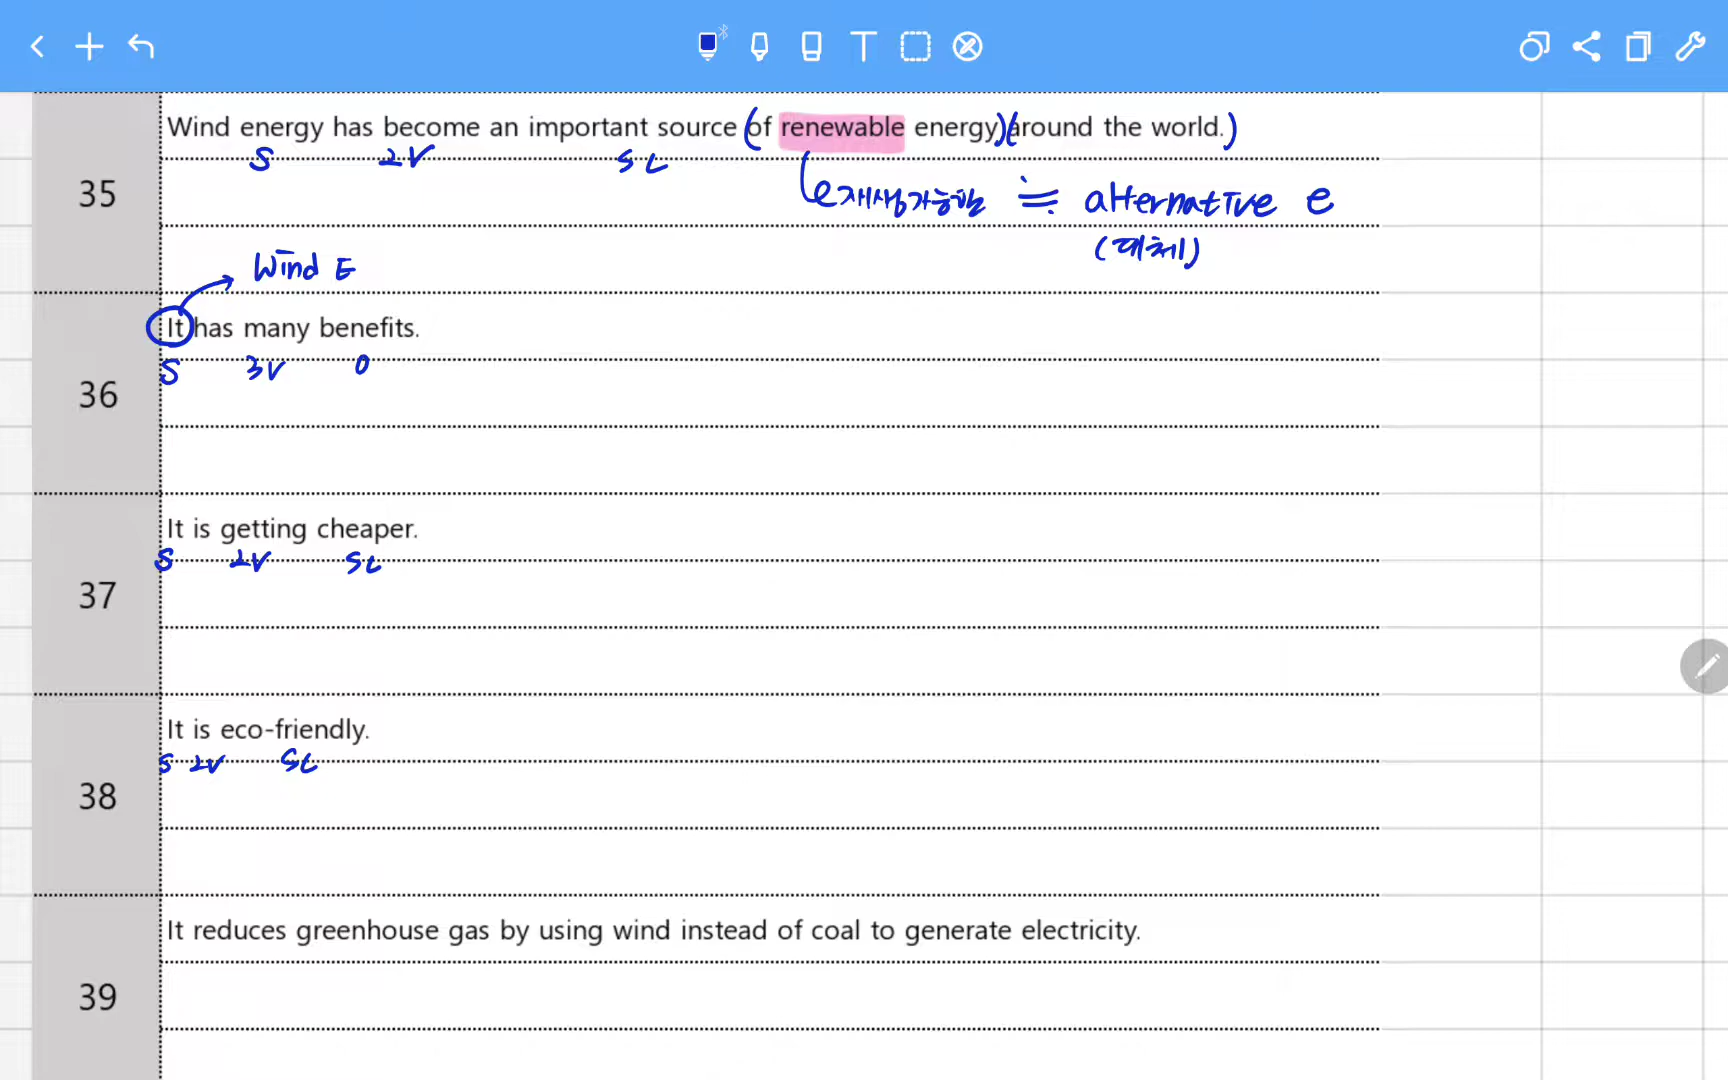 Wind energy has become an important source (of renewable energy)(around the world.)
S 2V SC
35
재생가능한 ≒ alternative e
(대체)
Wind E
It has many benefits.
S 3V O
36
It is getting cheaper.
S 2V SC
37
It is eco-friendly.
S 2V SC
38
It reduces greenhouse gas by using wind instead of coal to generate electricity.
39